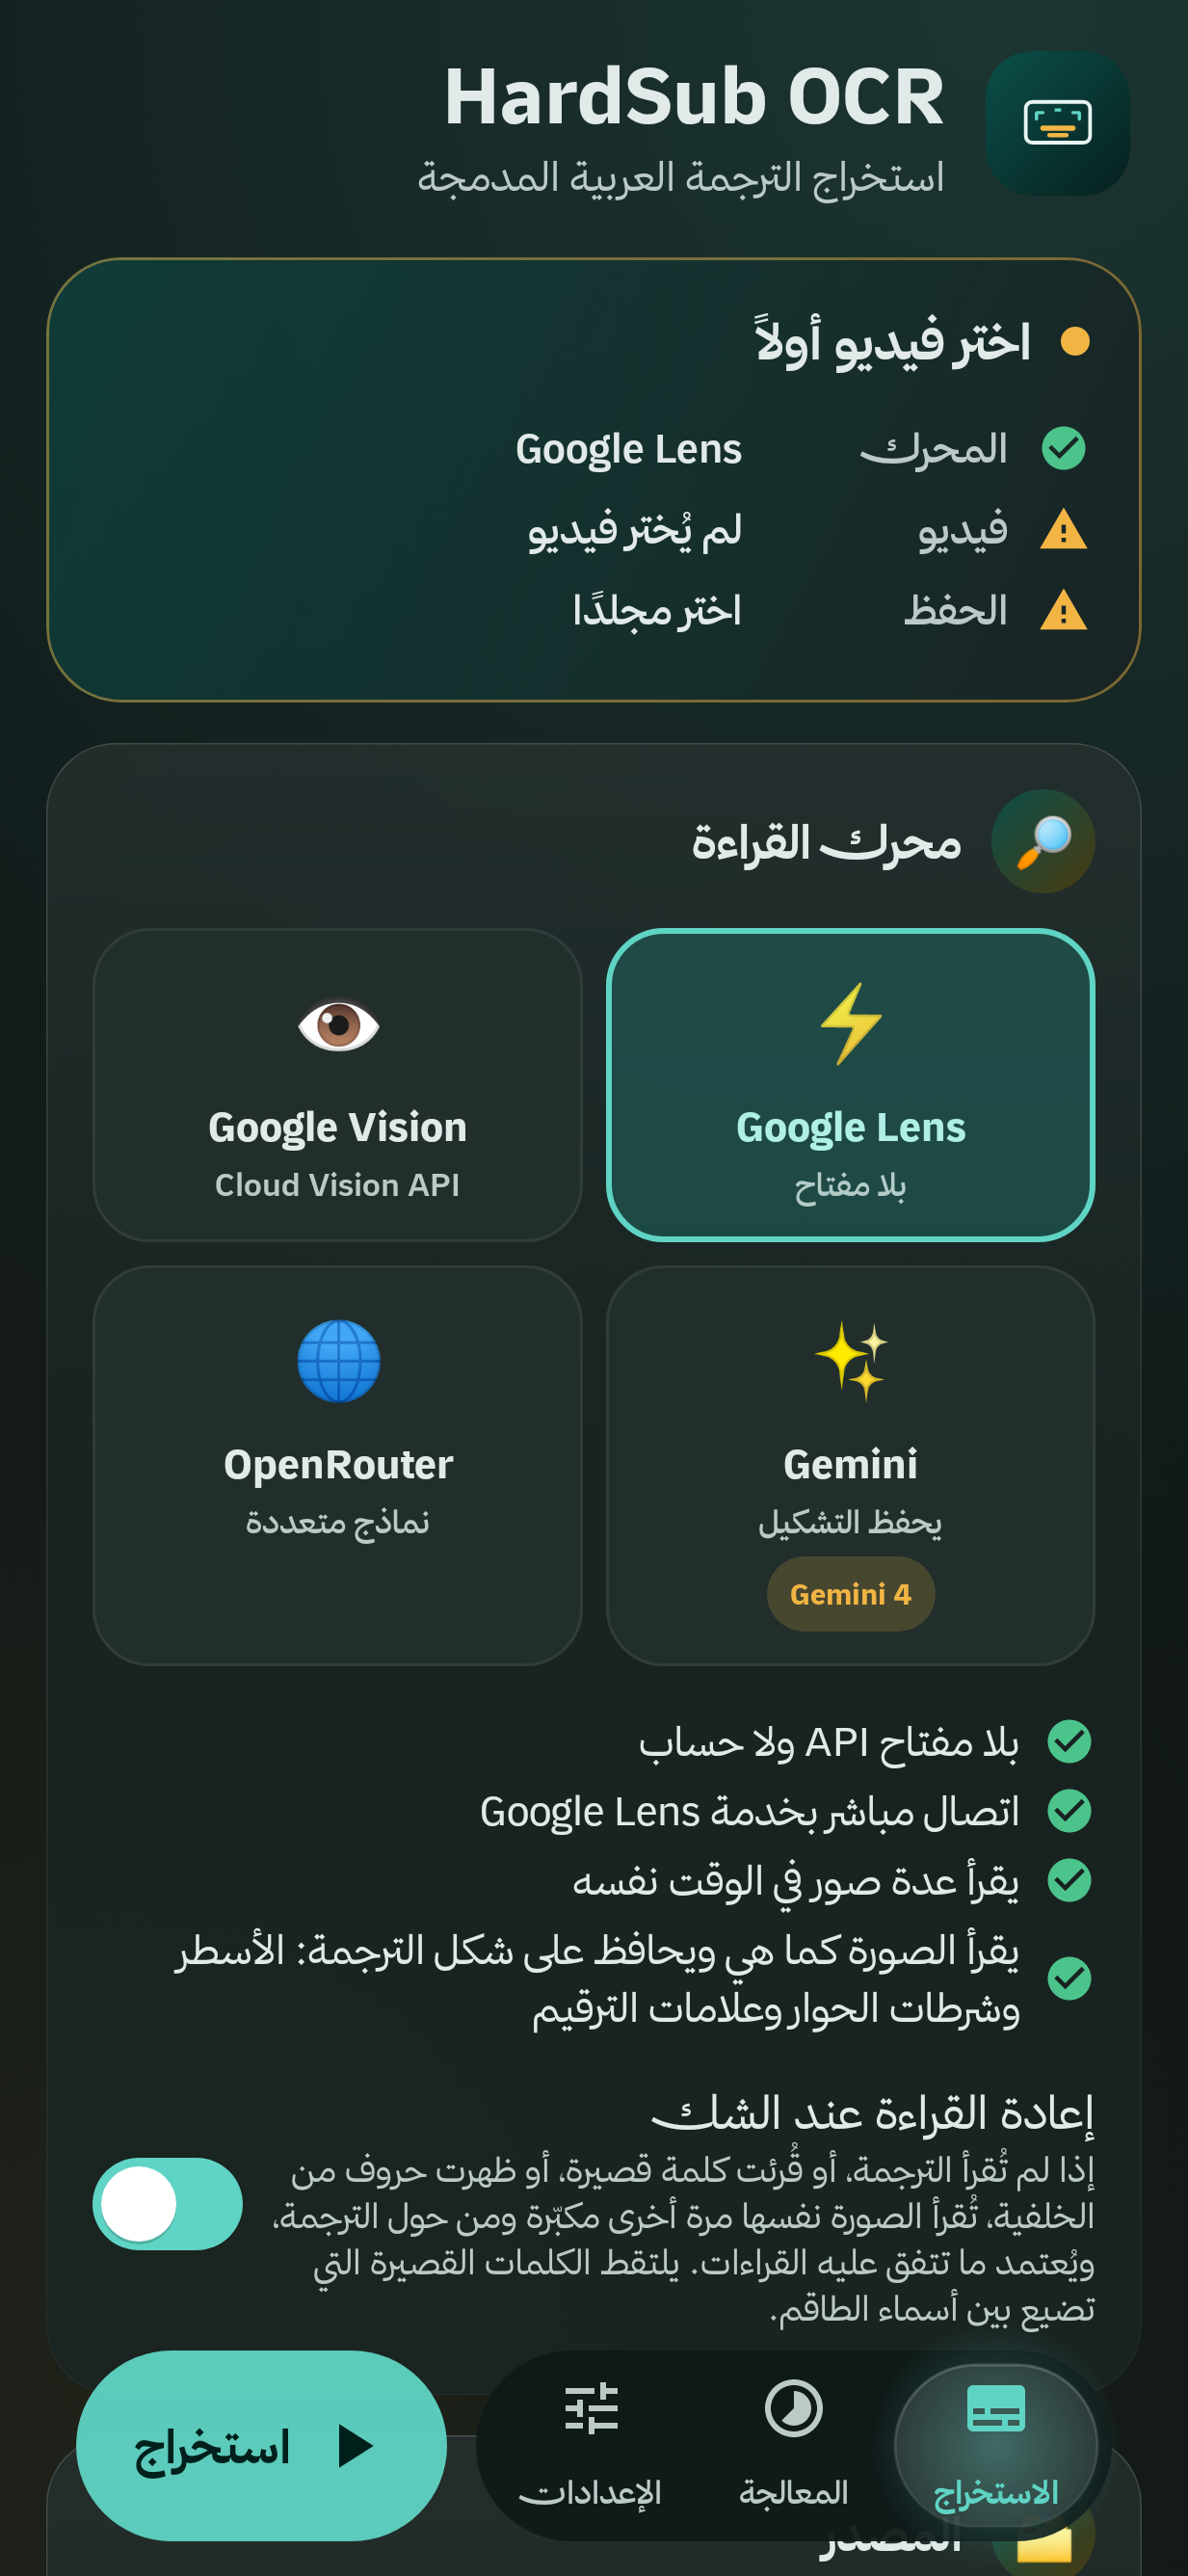 HardSub OCR
استخراج الترجمة العربية المدمجة
اختر فيديو أولاً
المحرك Google Lens
فيديو لم يُختر فيديو
الحفظ اختر مجلدًا
محرك القراءة
Google Lens
بلا مفتاح
Google Vision
Cloud Vision API
Gemini
يحفظ التشكيل
Gemini 4
OpenRouter
نماذج متعددة
بلا مفتاح API ولا حساب
اتصال مباشر بخدمة Google Lens
يقرأ عدة صور في الوقت نفسه
يقرأ الصورة كما هي ويحافظ على شكل الترجمة: الأسطر
وشرطات الحوار وعلامات الترقيم
إعادة القراءة عند الشك
إذا لم تُقرأ الترجمة، أو قُرئت كلمة قصيرة، أو ظهرت حروف من
الخلفية، تُقرأ الصورة نفسها مرة أخرى مكبّرة ومن حول الترجمة،
ويُعتمد ما تتفق عليه القراءات. يلتقط الكلمات القصيرة التي
تضيع بين أسماء الطاقم.
الاستخراج
المعالجة
الإعدادات
استخراج
المصدر